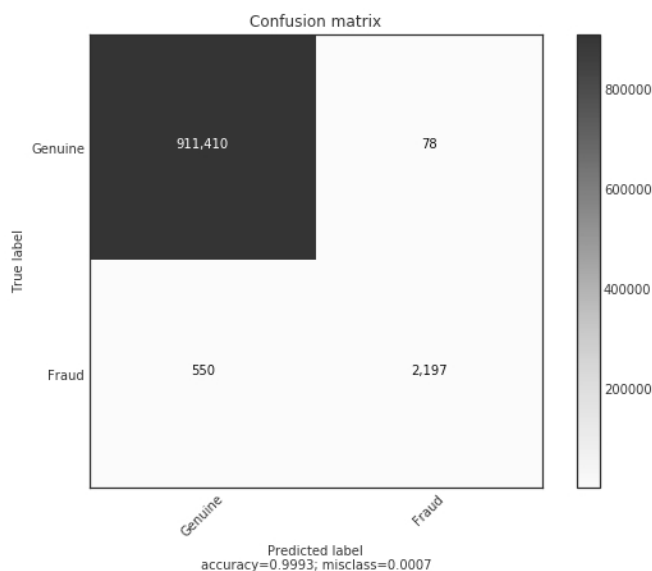 Confusion matrix
Genuine
911,410
78
800000
600000
True label
400000
Fraud
550
2,197
200000
Genuine
Fraud
Predicted label
accuracy=0.9993; misclass=0.0007